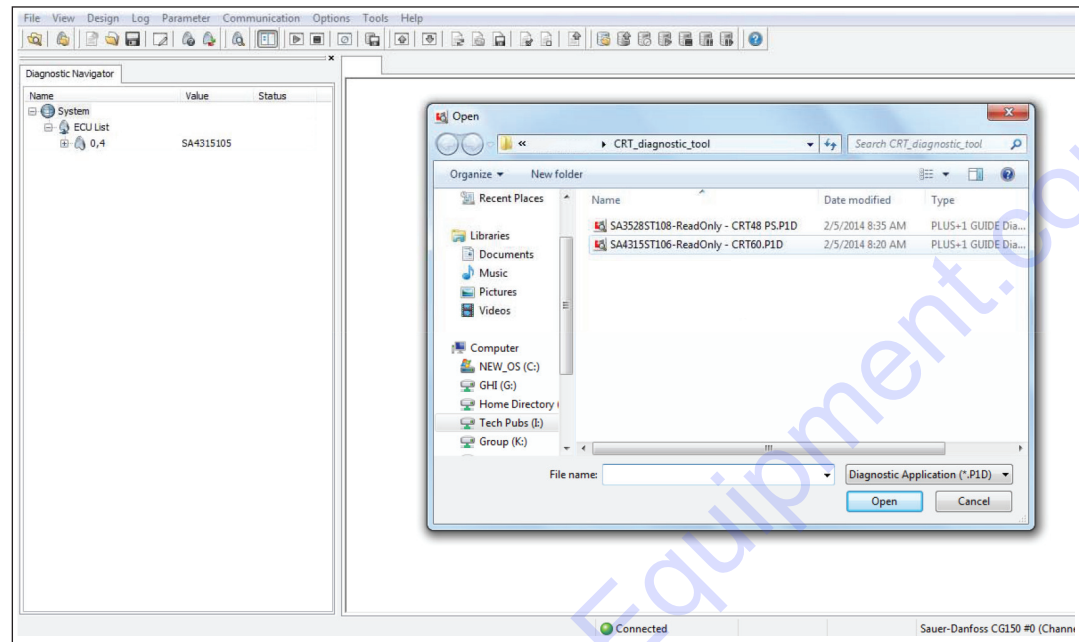 File View Design Log Parameter Communication Options Tools Help
Diagnostic Navigator
Name Value Status
System
ECU List
0,4 SA4315105
Open
« CRT_diagnostic_tool Search CRT_diagnostic_tool
Organize New folder
Recent Places
Libraries
Documents
Music
Pictures
Videos
Computer
NEW_OS (C:)
GHI (G:)
Home Directory (
Tech Pubs (I:)
Group (K:)
Name Date modified Type
SA3528ST108-ReadOnly - CRT48 PS.P1D 2/5/2014 8:35 AM PLUS+1 GUIDE Dia...
SA4315ST106-ReadOnly - CRT60.P1D 2/5/2014 8:20 AM PLUS+1 GUIDE Dia...
File name: Diagnostic Application (*.P1D)
Open Cancel
Connected Sauer-Danfoss CG150 #0 (Channe
Equipment.co